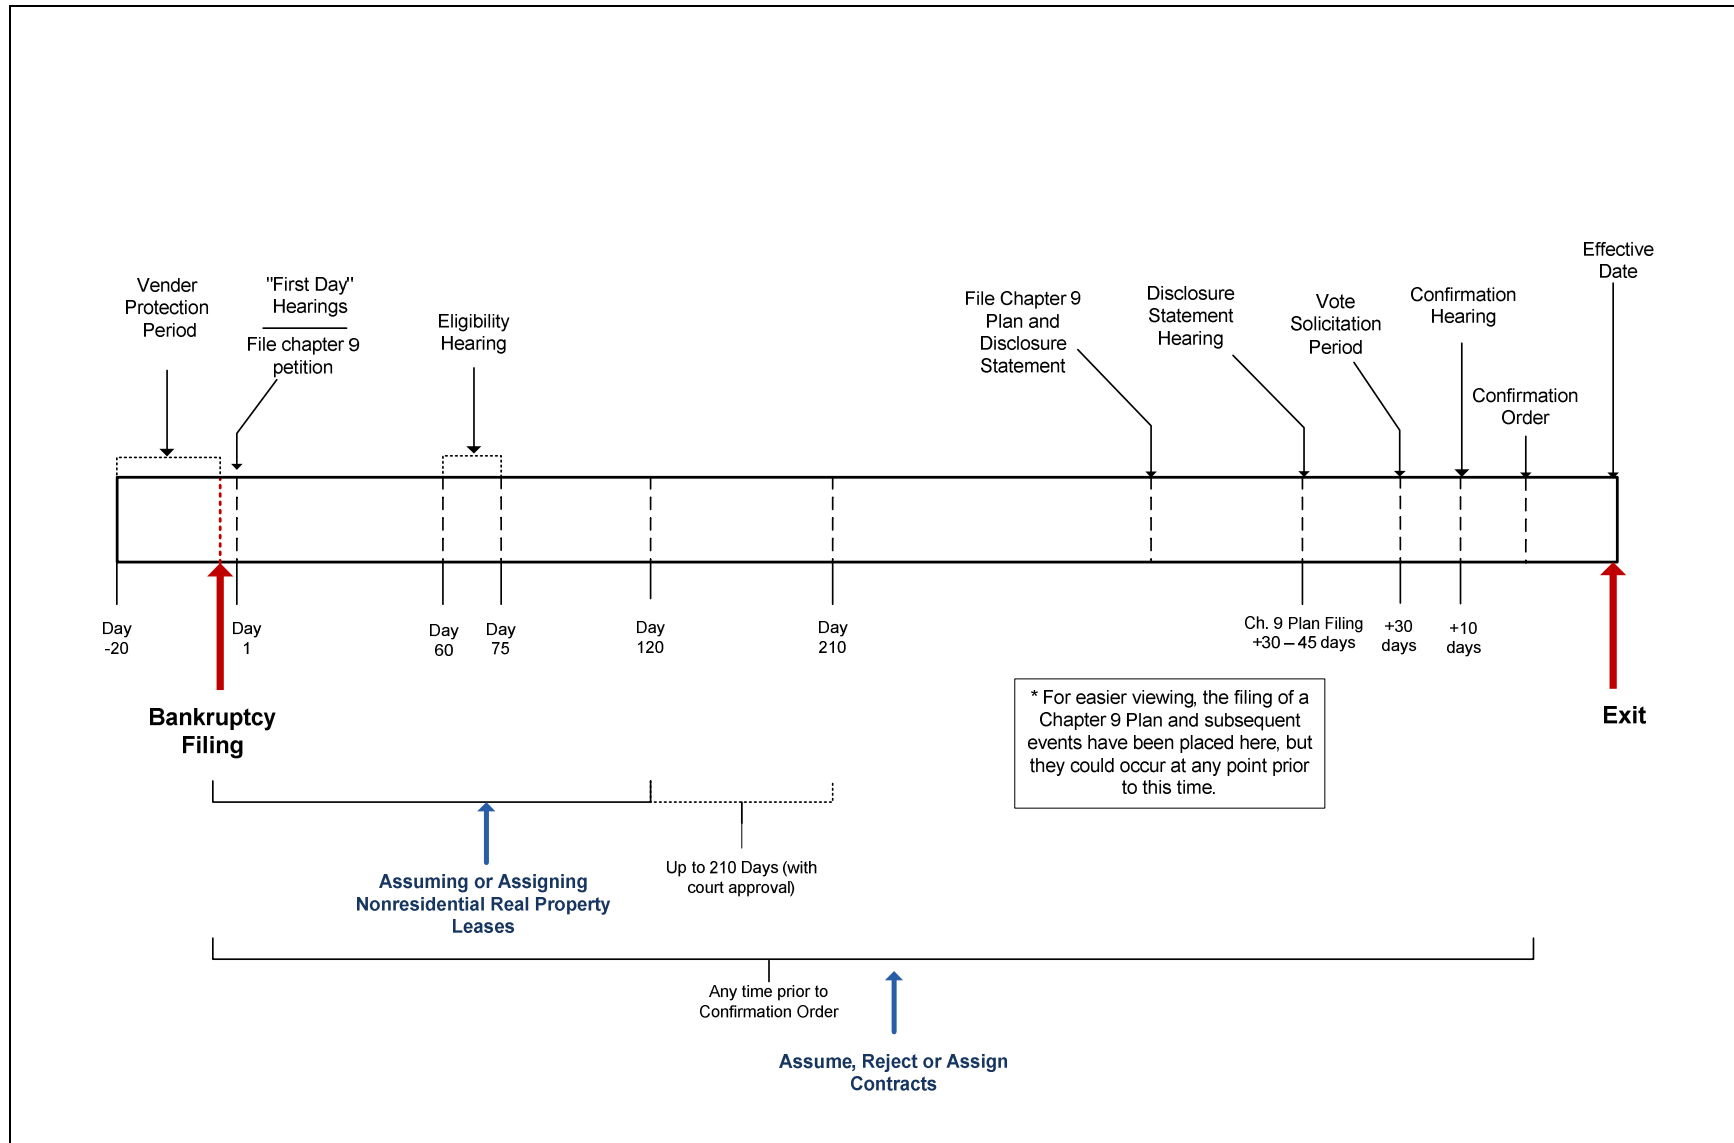 Effective
Date
Vender
Protection
Period
"First Day"
Hearings
File chapter 9
petition
Eligibility
Hearing
File Chapter 9
Plan and
Disclosure
Statement
Disclosure
Statement
Hearing
Vote
Solicitation
Period
Confirmation
Hearing
Confirmation
Order
Day
-20
Day
1
Day
60
Day
75
Day
120
Day
210
Ch. 9 Plan Filing
+30 – 45 days
+30
days
+10
days
Bankruptcy
Filing
* For easier viewing, the filing of a
Chapter 9 Plan and subsequent
events have been placed here, but
they could occur at any point prior
to this time.
Exit
Assuming or Assigning
Nonresidential Real Property
Leases
Up to 210 Days (with
court approval)
Any time prior to
Confirmation Order
Assume, Reject or Assign
Contracts